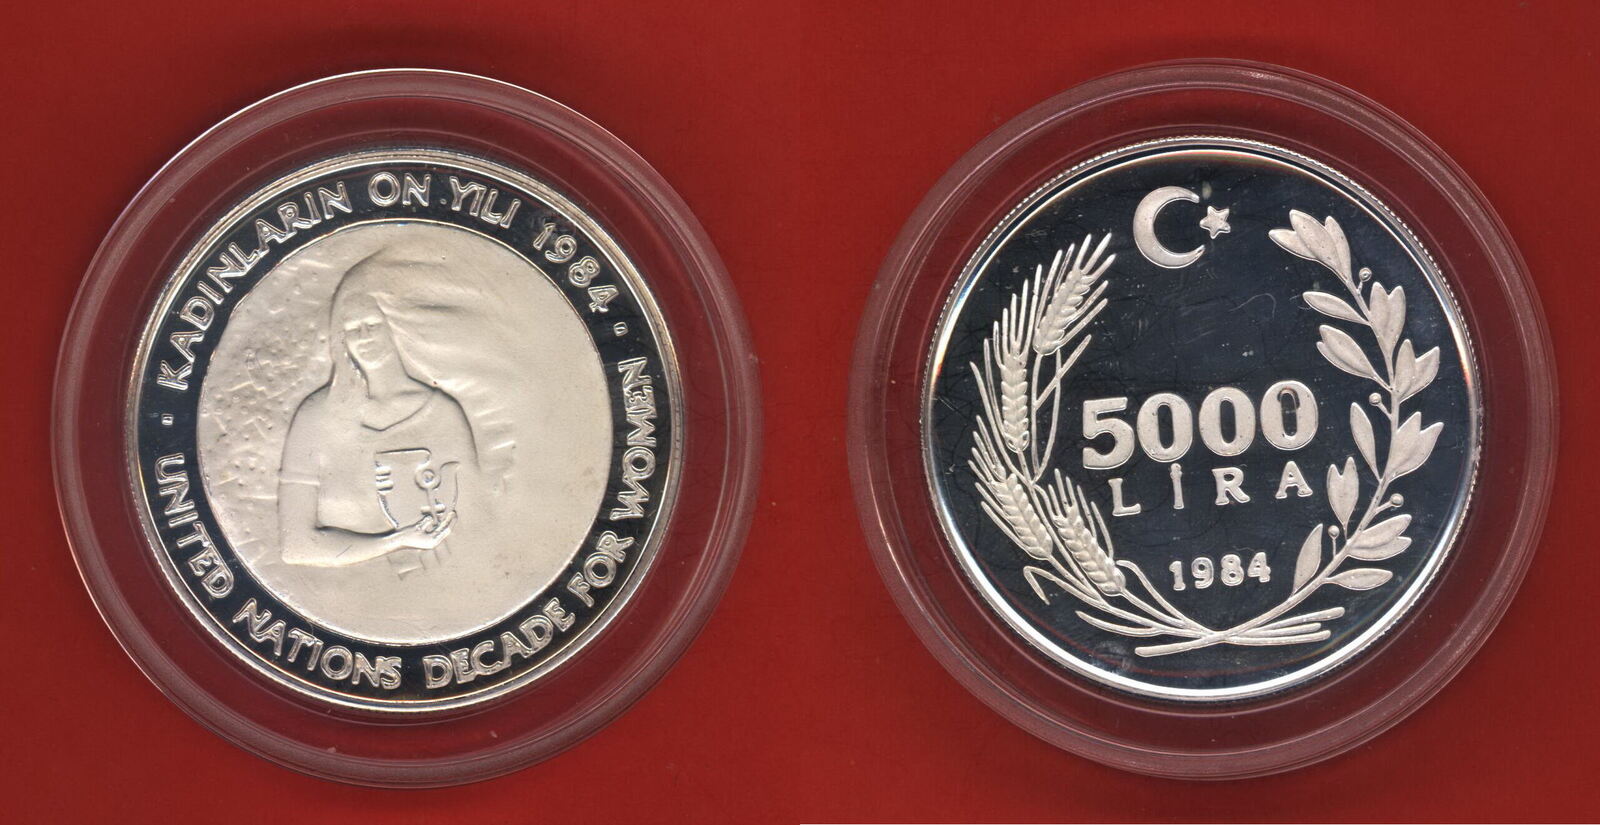 KADINLARIN ON YILI 1984 ·
UNITED NATIONS DECADE FOR WOMEN ·
5000
LİRA
1984